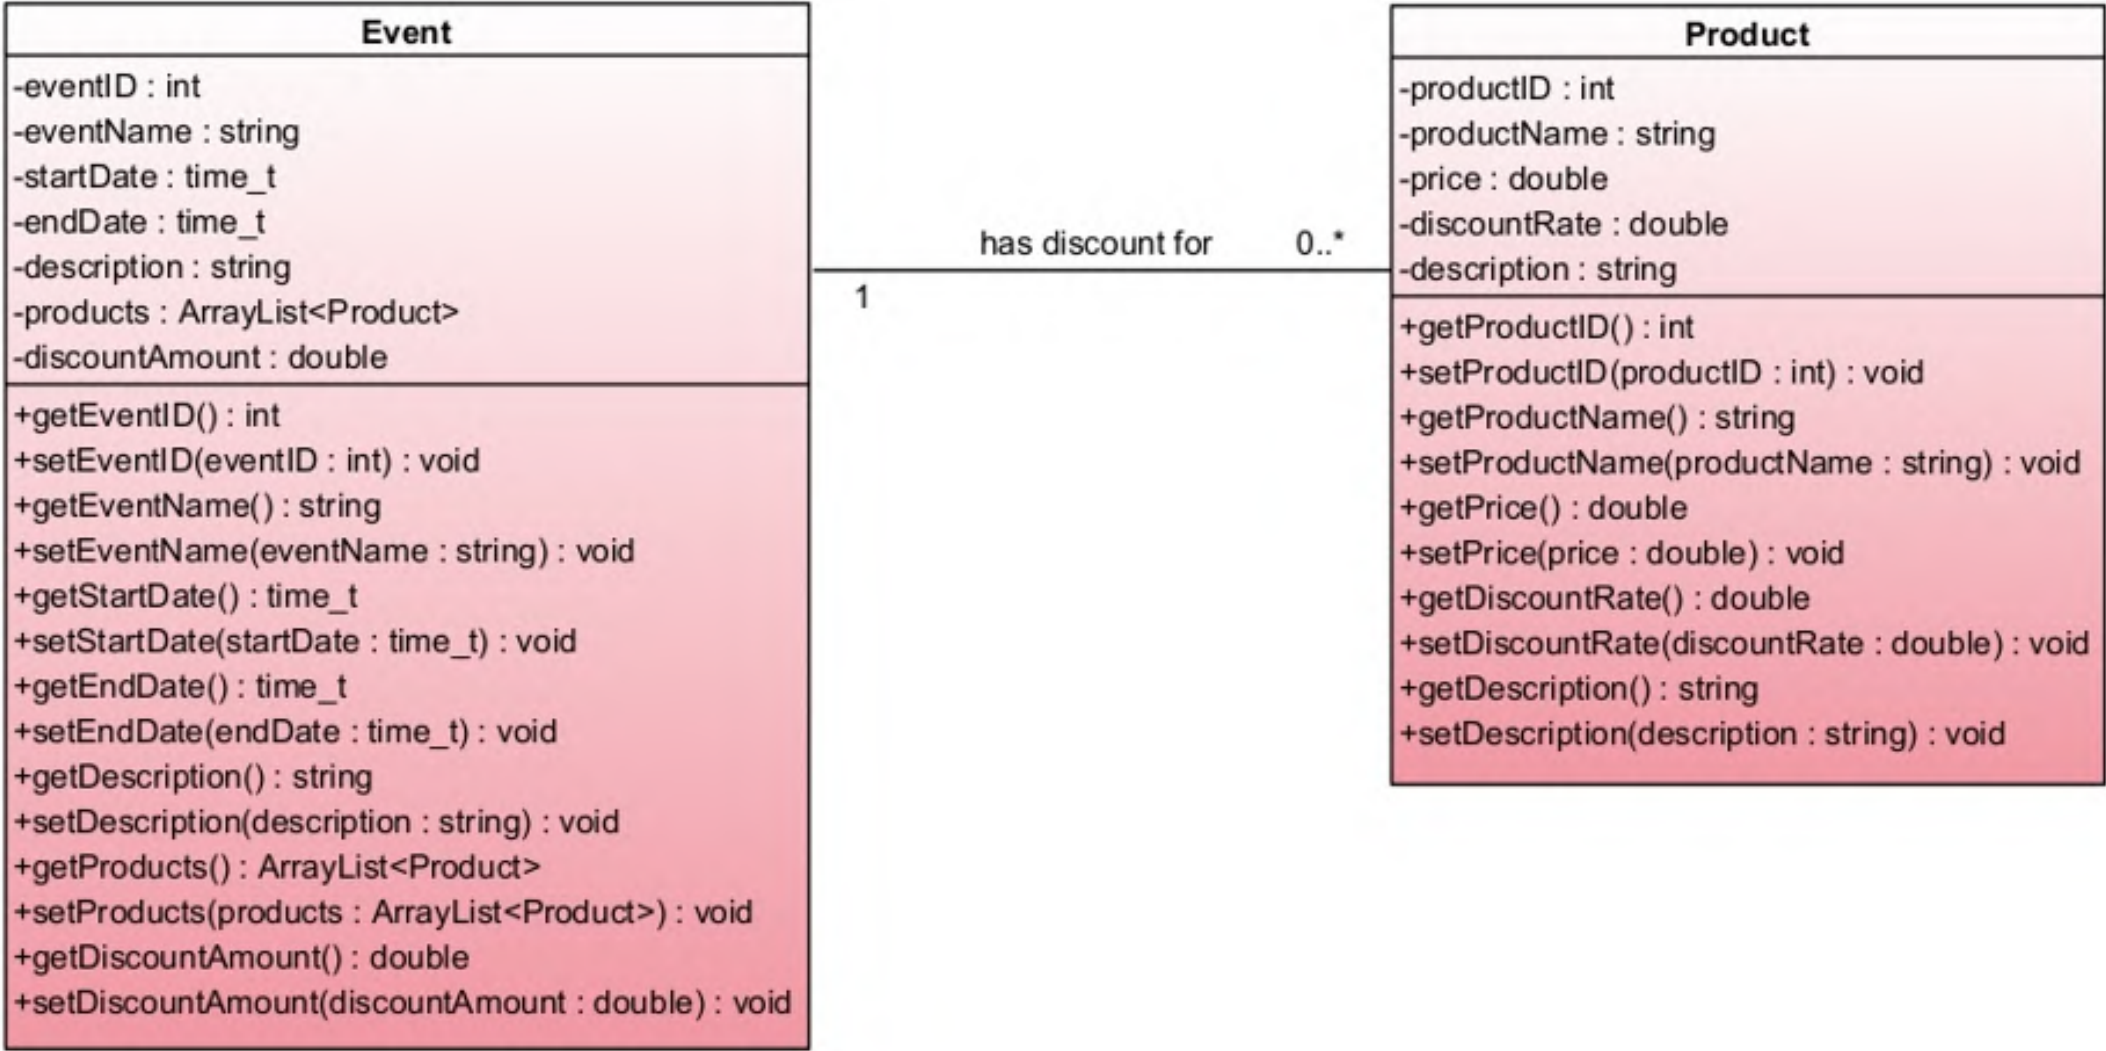 Event
-eventID : int
-eventName : string
-startDate : time_t
-endDate : time_t
-description : string
-products : ArrayList<Product>
-discountAmount : double
+getEventID() : int
+setEventID(eventID : int) : void
+getEventName() : string
+setEventName(eventName : string) : void
+getStartDate() : time_t
+setStartDate(startDate : time_t) : void
+getEndDate() : time_t
+setEndDate(endDate : time_t) : void
+getDescription() : string
+setDescription(description : string) : void
+getProducts() : ArrayList<Product>
+setProducts(products : ArrayList<Product>) : void
+getDiscountAmount() : double
+setDiscountAmount(discountAmount : double) : void
has discount for 0..*
1
Product
-productID : int
-productName : string
-price : double
-discountRate : double
-description : string
+getProductID() : int
+setProductID(productID : int) : void
+getProductName() : string
+setProductName(productName : string) : void
+getPrice() : double
+setPrice(price : double) : void
+getDiscountRate() : double
+setDiscountRate(discountRate : double) : void
+getDescription() : string
+setDescription(description : string) : void